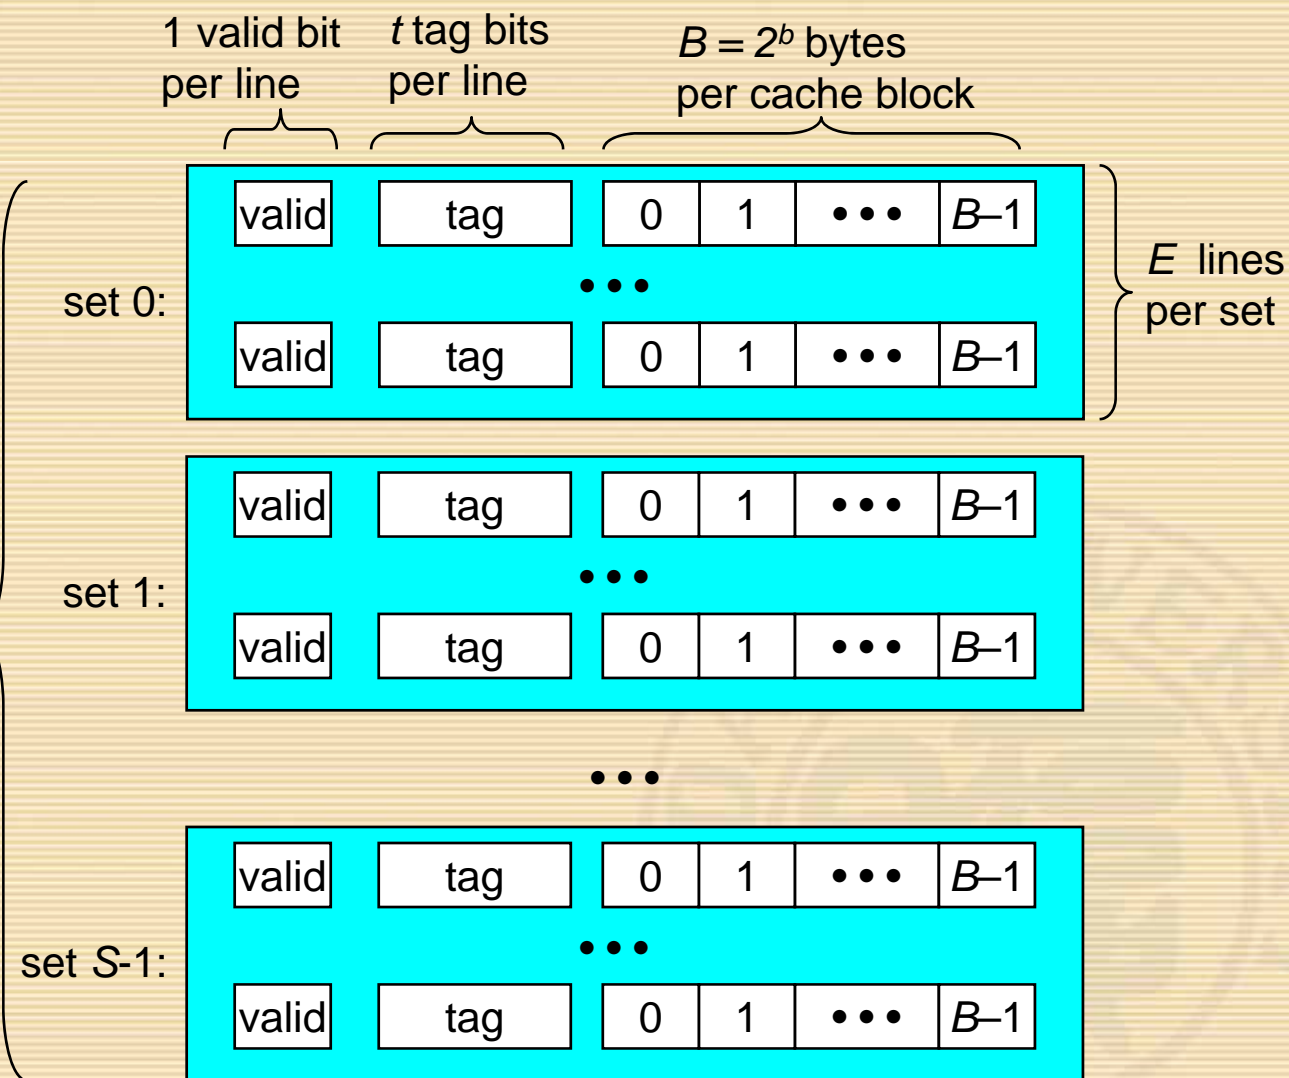 1 valid bit
per line
t tag bits
per line
B = 2ᵇ bytes
per cache block
valid tag 0 1 ••• B–1
•••
set 0:
valid tag 0 1 ••• B–1
E lines
per set
valid tag 0 1 ••• B–1
•••
set 1:
valid tag 0 1 ••• B–1
•••
valid tag 0 1 ••• B–1
•••
set S-1:
valid tag 0 1 ••• B–1